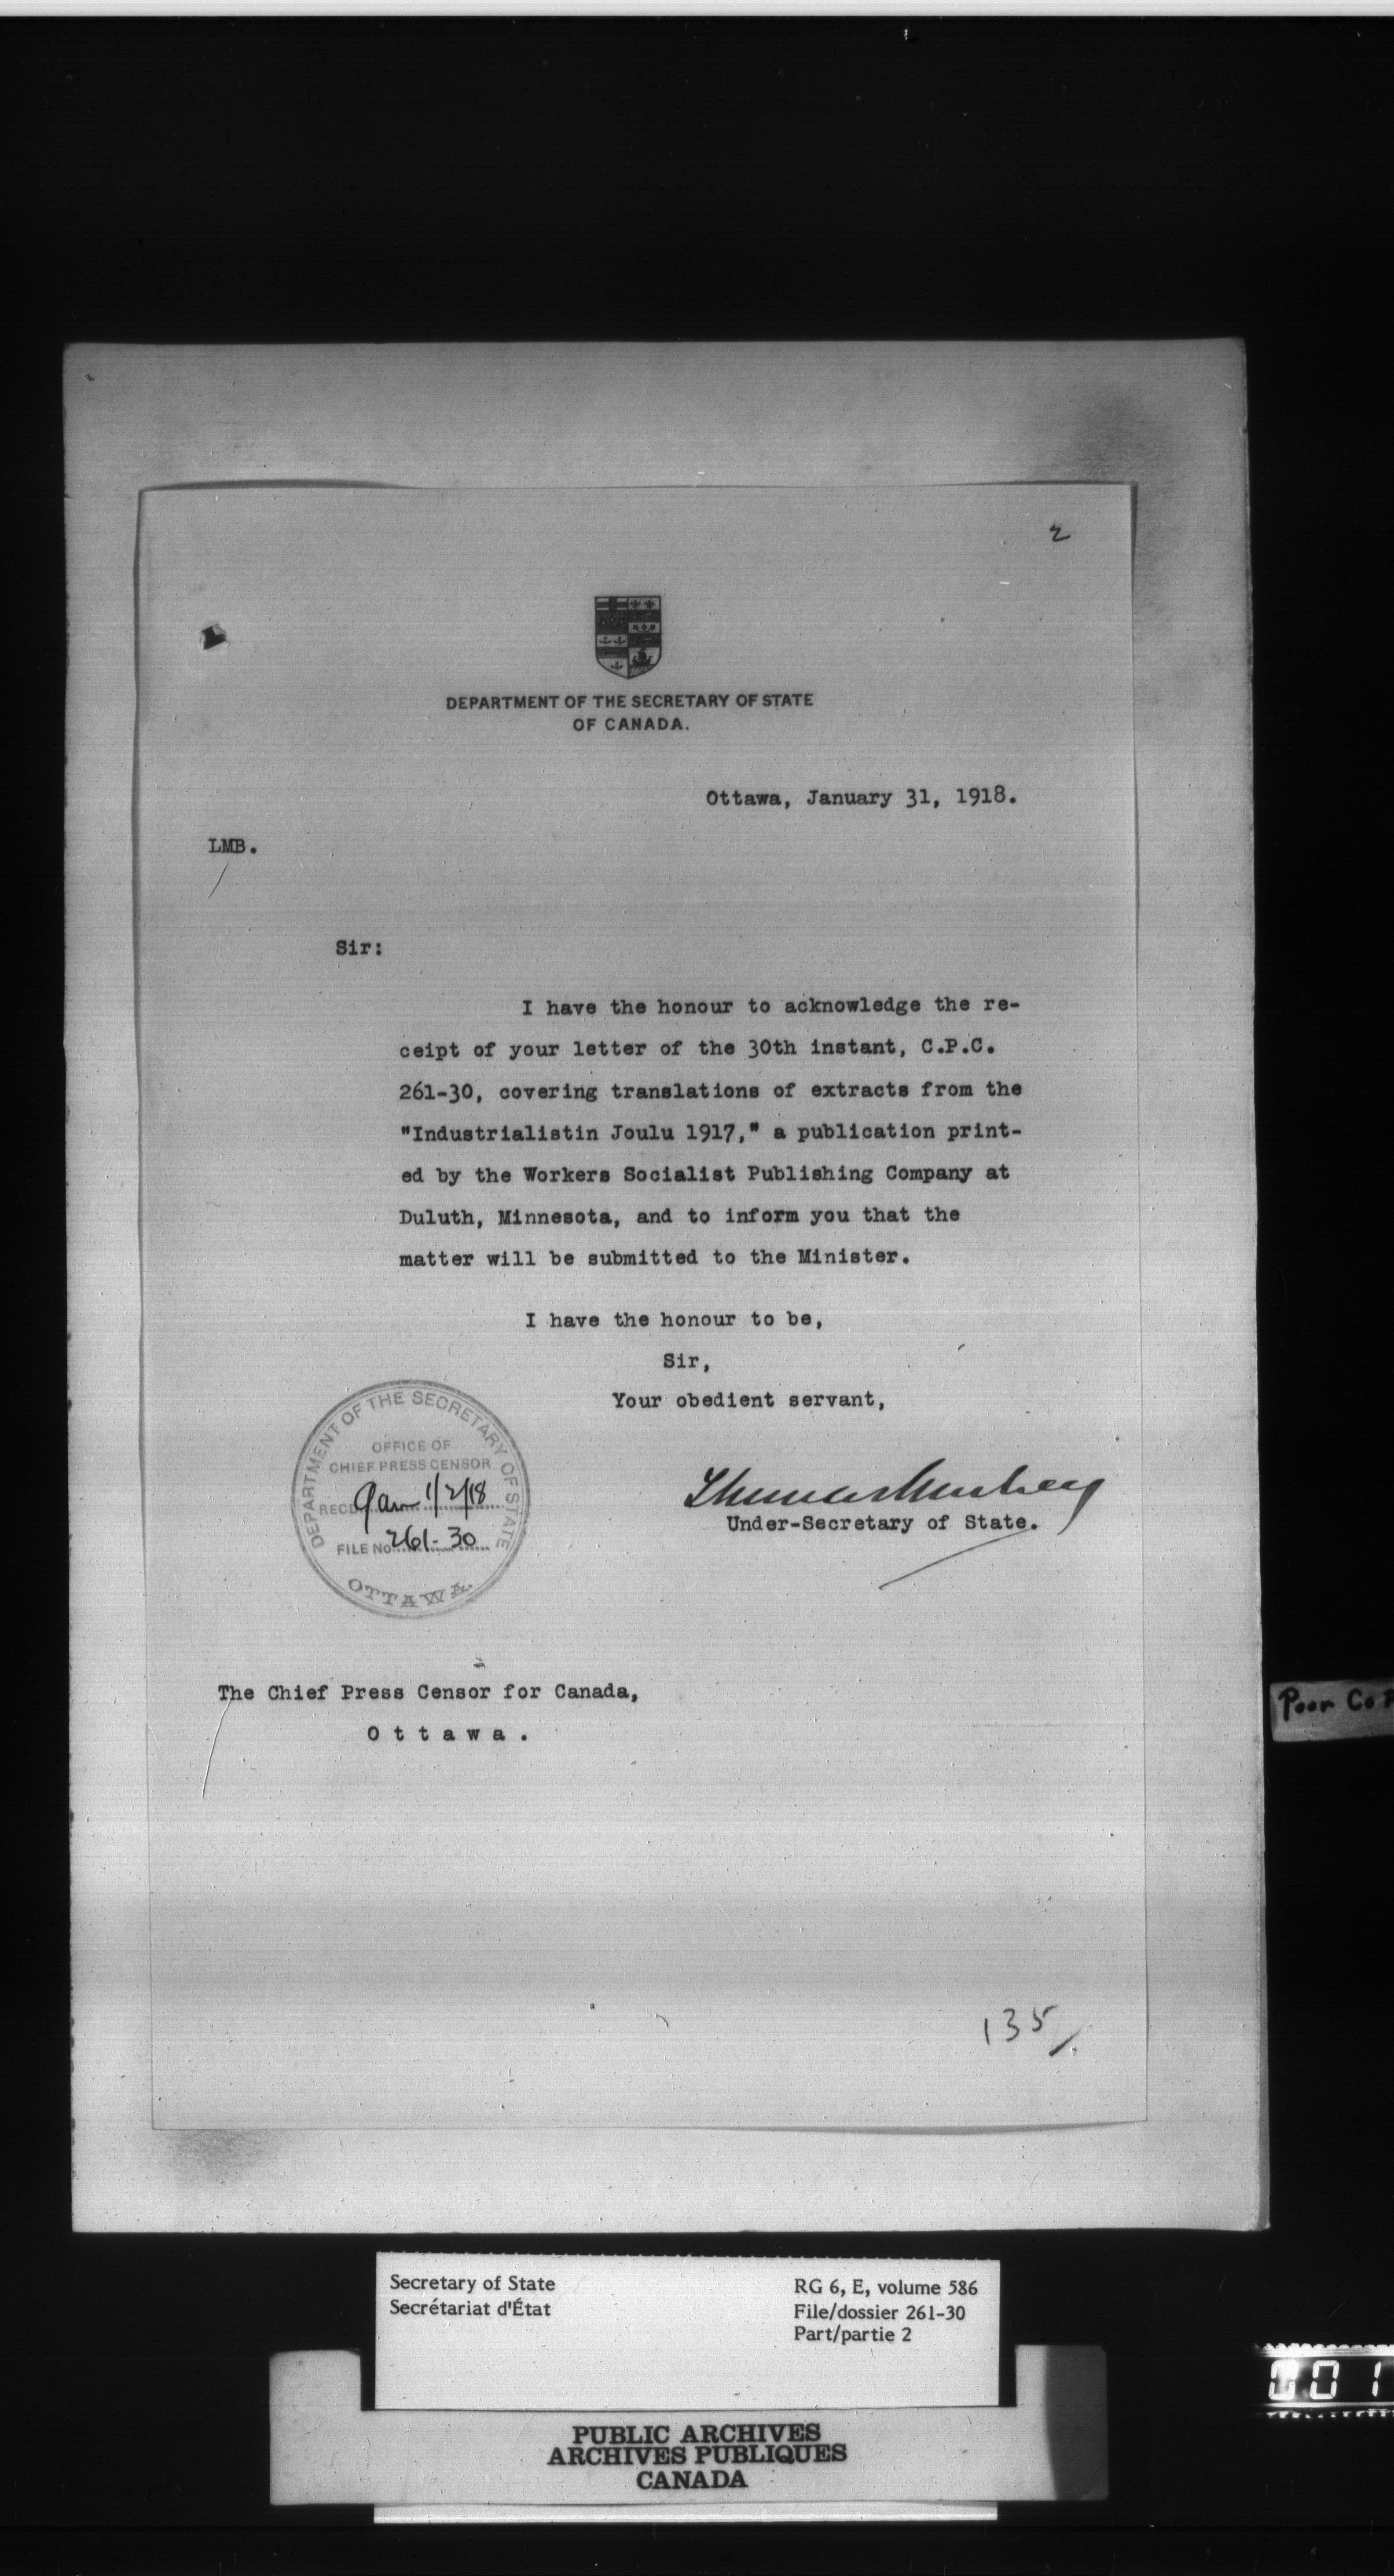 2
DEPARTMENT OF THE SECRETARY OF STATE
OF CANADA.
Ottawa, January 31, 1918.
LMB.
Sir:
I have the honour to acknowledge the re-
ceipt of your letter of the 30th instant, C.P.C.
261-30, covering translations of extracts from the
"Industrialistin Joulu 1917," a publication print-
ed by the Workers Socialist Publishing Company at
Duluth, Minnesota, and to inform you that the
matter will be submitted to the Minister.
I have the honour to be,
Sir,
Your obedient servant,
Thomas Mulvey
Under-Secretary of State.
DEPARTMENT OF THE SECRETARY OF STATE
OFFICE OF
CHIEF PRESS CENSOR
RECD. 9 am 1/2/18
FILE No. 261-30
OTTAWA.
The Chief Press Censor for Canada,
Ottawa.
Poor Cop
135/.
Secretary of State
Secrétariat d'État
RG 6, E, volume 586
File/dossier 261-30
Part/partie 2
PUBLIC ARCHIVES
ARCHIVES PUBLIQUES
CANADA
001